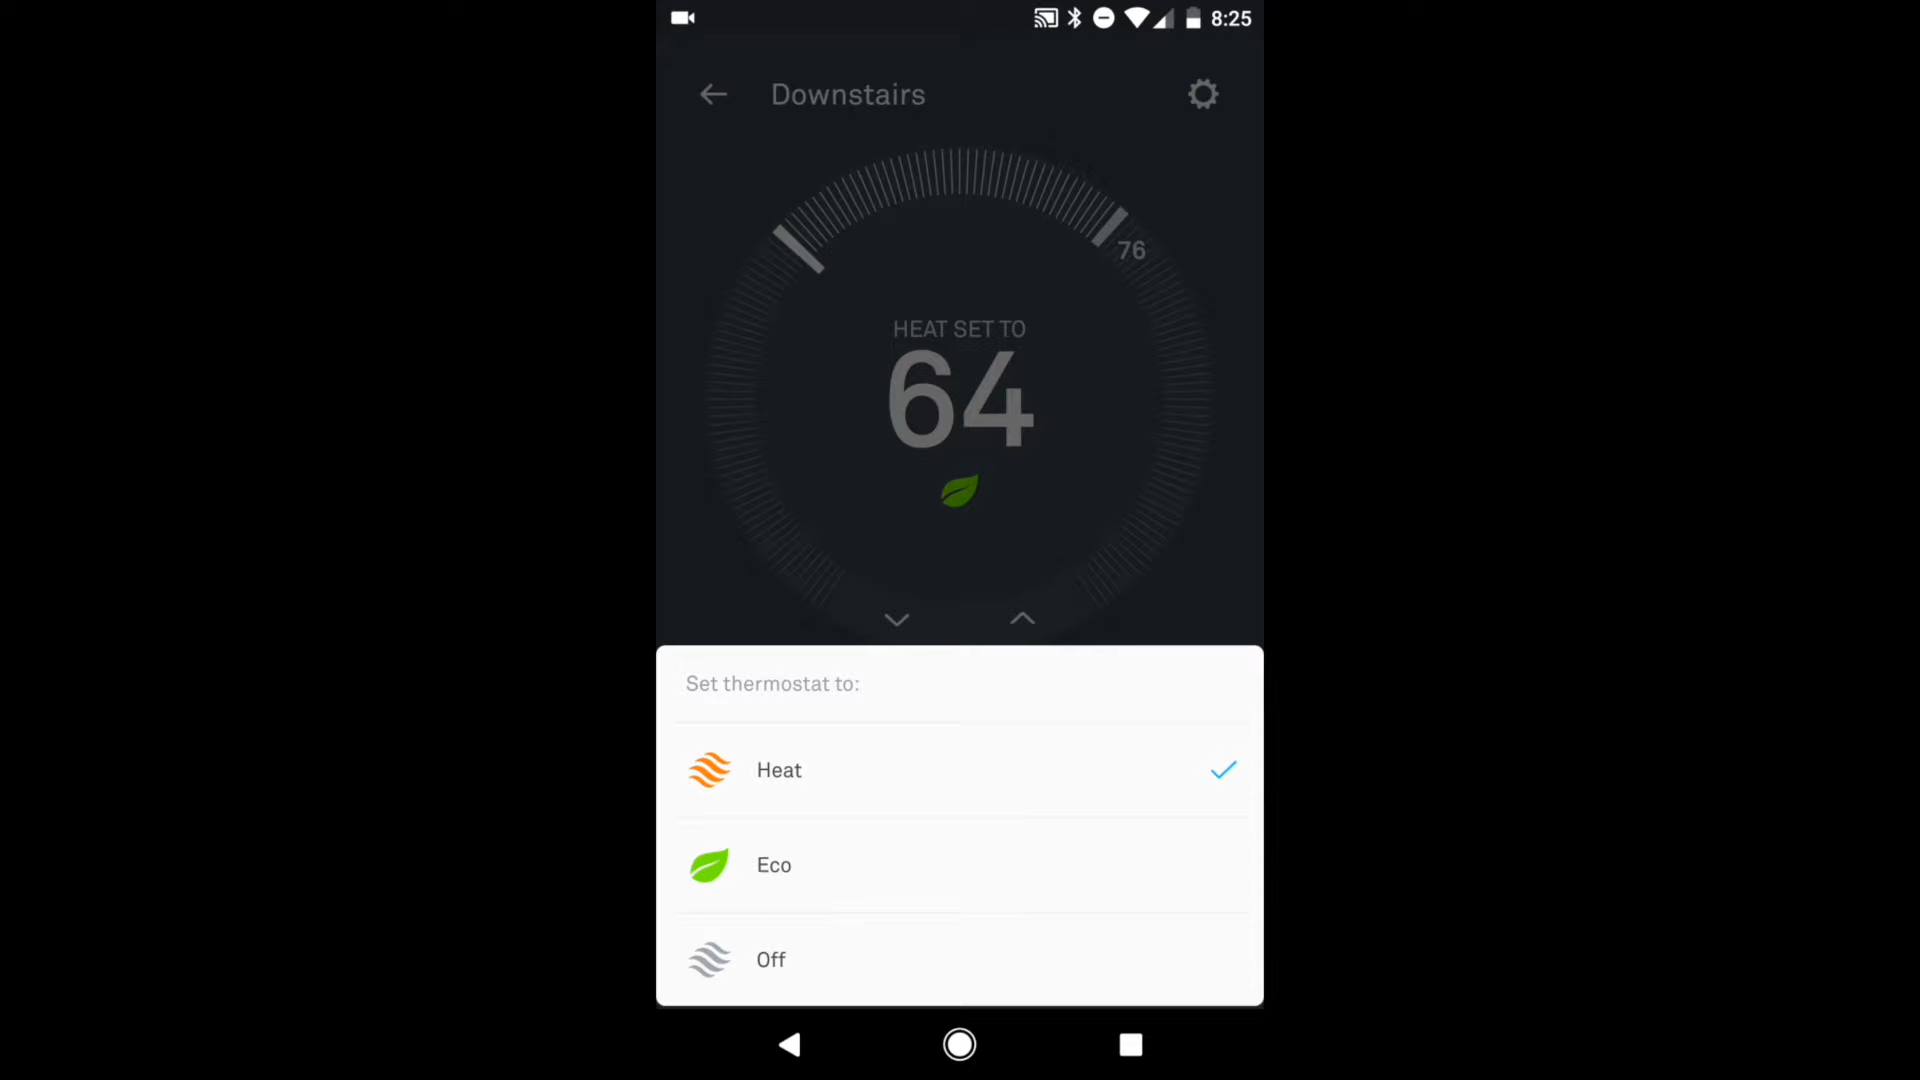 8:25
Downstairs
76
HEAT SET TO
64
Set thermostat to:
Heat
Eco
Off